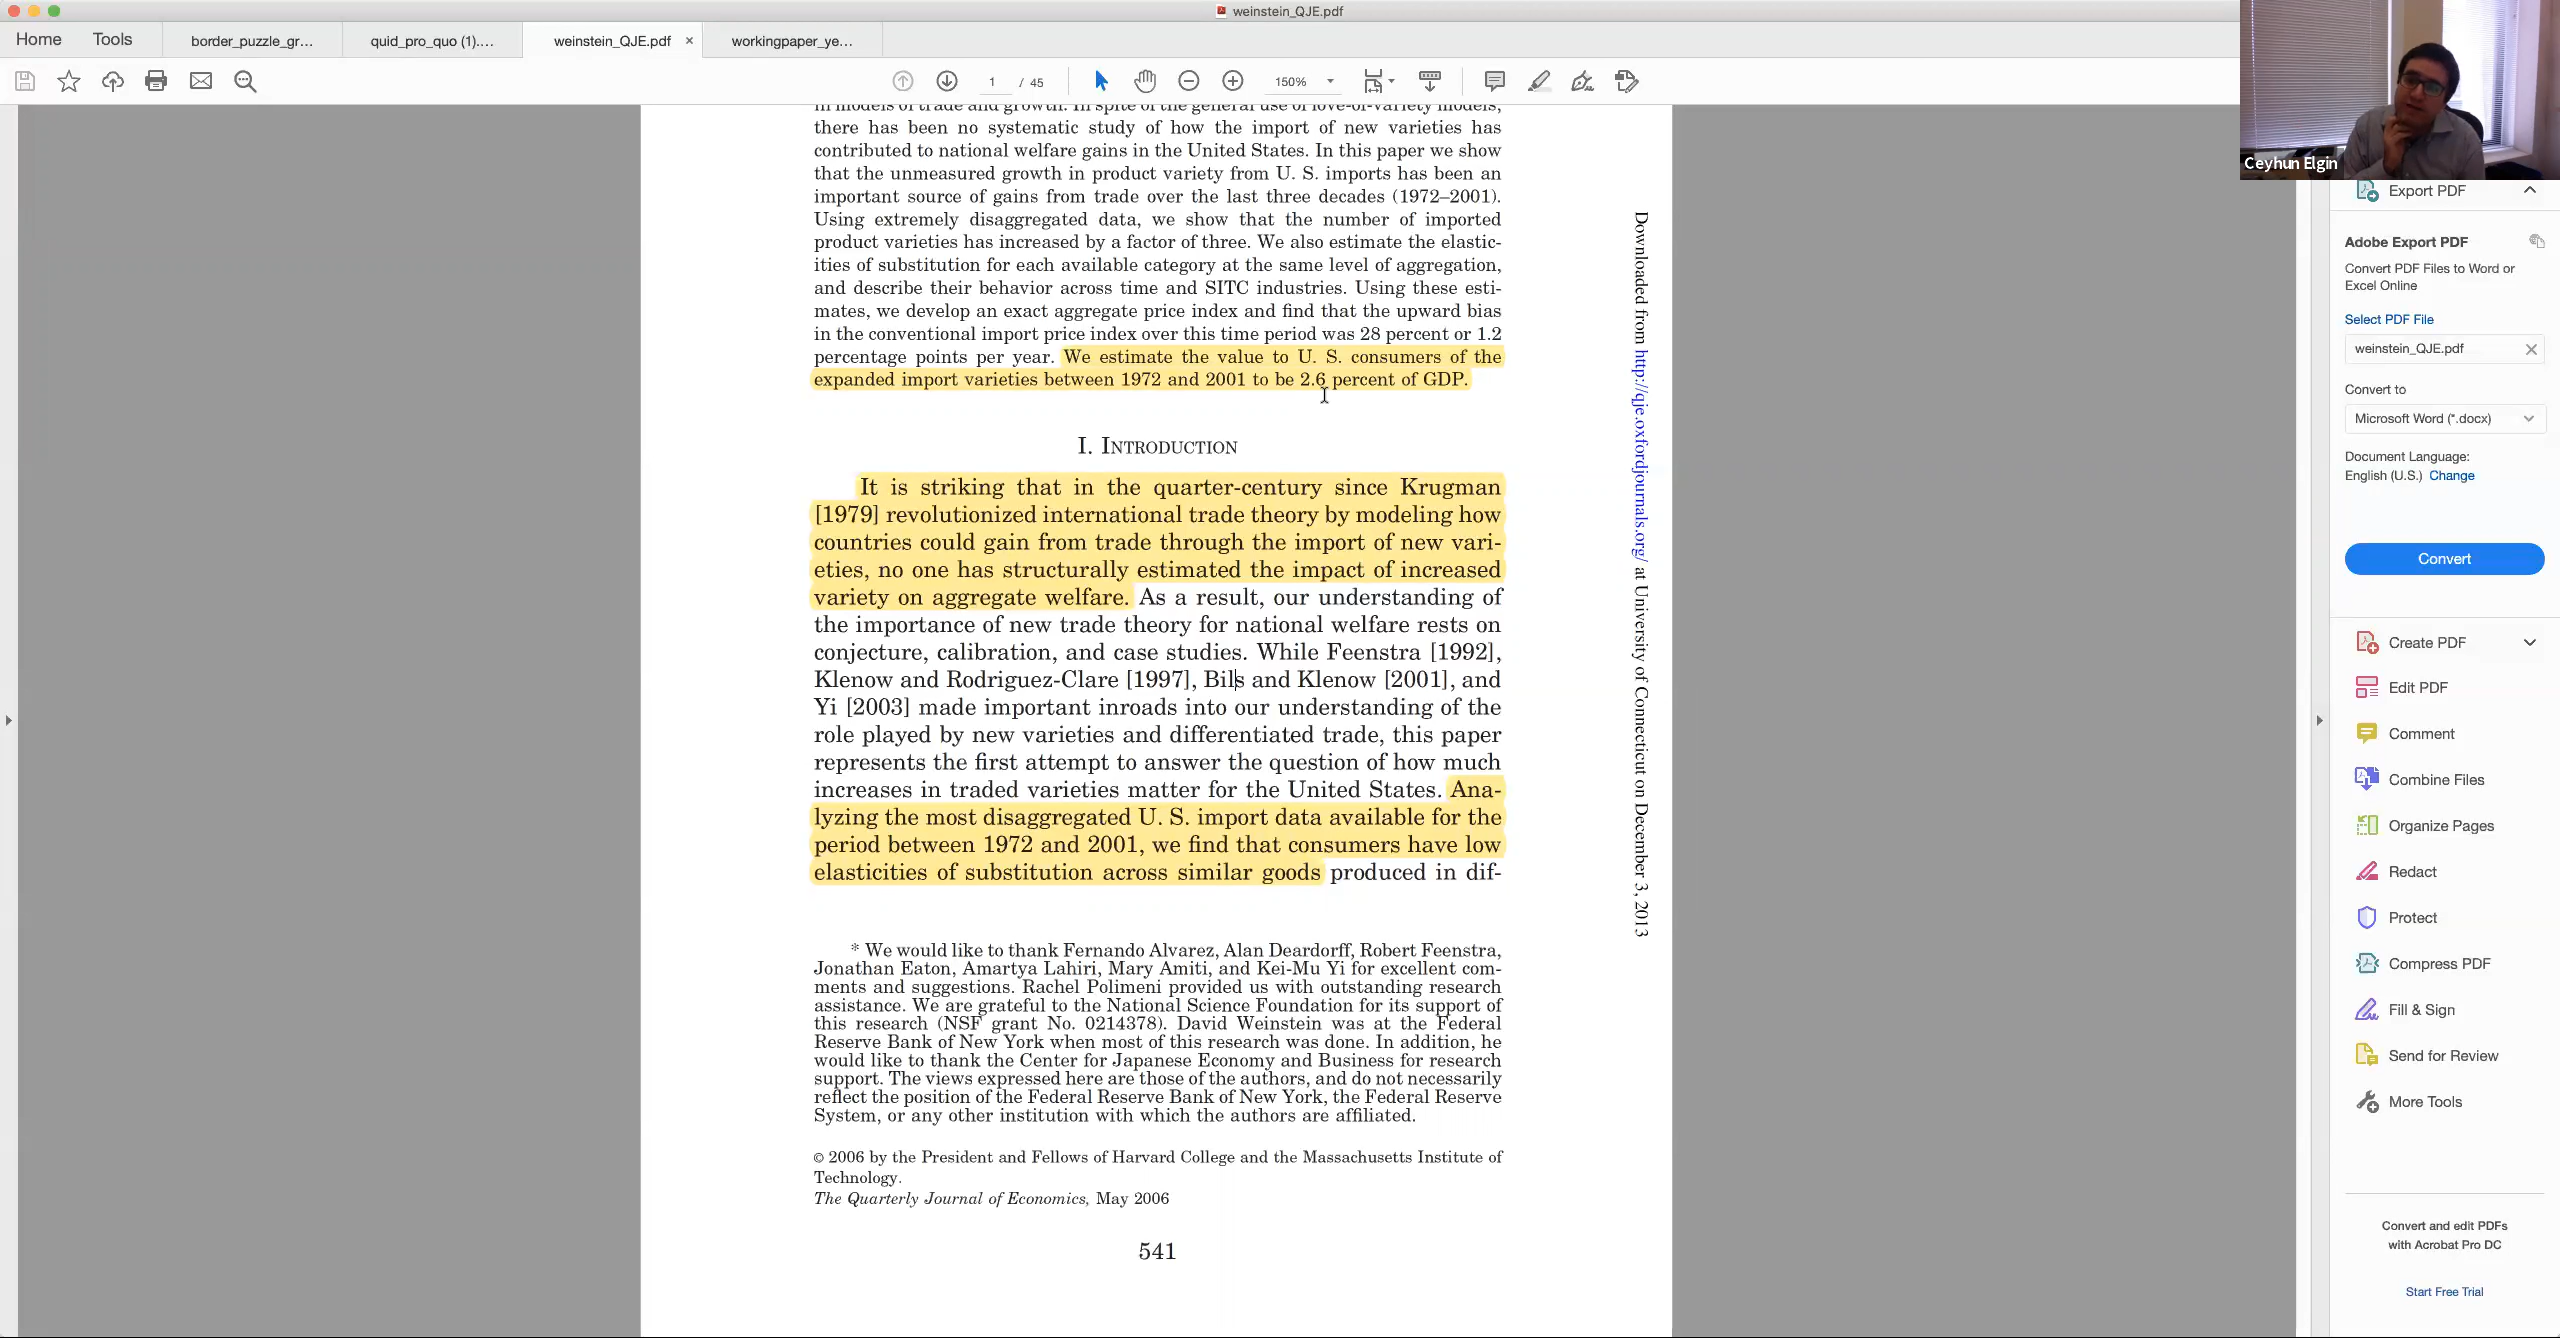 weinstein_QJE.pdf
Home
Tools
border_puzzle_gr...
quid_pro_quo (1)....
weinstein_QJE.pdf ×
workingpaper_ye...
1 / 45
150%
Ceyhun Elgin
in models of trade and growth. In spite of the general use of love-of-variety models,
there has been no systematic study of how the import of new varieties has
contributed to national welfare gains in the United States. In this paper we show
that the unmeasured growth in product variety from U. S. imports has been an
important source of gains from trade over the last three decades (1972–2001).
Using extremely disaggregated data, we show that the number of imported
product varieties has increased by a factor of three. We also estimate the elastic-
ities of substitution for each available category at the same level of aggregation,
and describe their behavior across time and SITC industries. Using these esti-
mates, we develop an exact aggregate price index and find that the upward bias
in the conventional import price index over this time period was 28 percent or 1.2
percentage points per year. We estimate the value to U. S. consumers of the
expanded import varieties between 1972 and 2001 to be 2.6 percent of GDP.
I. INTRODUCTION
It is striking that in the quarter-century since Krugman
[1979] revolutionized international trade theory by modeling how
countries could gain from trade through the import of new vari-
eties, no one has structurally estimated the impact of increased
variety on aggregate welfare. As a result, our understanding of
the importance of new trade theory for national welfare rests on
conjecture, calibration, and case studies. While Feenstra [1992],
Klenow and Rodriguez-Clare [1997], Bils and Klenow [2001], and
Yi [2003] made important inroads into our understanding of the
role played by new varieties and differentiated trade, this paper
represents the first attempt to answer the question of how much
increases in traded varieties matter for the United States. Ana-
lyzing the most disaggregated U. S. import data available for the
period between 1972 and 2001, we find that consumers have low
elasticities of substitution across similar goods produced in dif-
* We would like to thank Fernando Alvarez, Alan Deardorff, Robert Feenstra,
Jonathan Eaton, Amartya Lahiri, Mary Amiti, and Kei-Mu Yi for excellent com-
ments and suggestions. Rachel Polimeni provided us with outstanding research
assistance. We are grateful to the National Science Foundation for its support of
this research (NSF grant No. 0214378). David Weinstein was at the Federal
Reserve Bank of New York when most of this research was done. In addition, he
would like to thank the Center for Japanese Economy and Business for research
support. The views expressed here are those of the authors, and do not necessarily
reflect the position of the Federal Reserve Bank of New York, the Federal Reserve
System, or any other institution with which the authors are affiliated.
© 2006 by the President and Fellows of Harvard College and the Massachusetts Institute of
Technology.
The Quarterly Journal of Economics, May 2006
541
Downloaded from http://qje.oxfordjournals.org/ at University of Connecticut on December 3, 2013
Export PDF
Adobe Export PDF
Convert PDF Files to Word or
Excel Online
Select PDF File
weinstein_QJE.pdf
Convert to
Microsoft Word (*.docx)
Document Language:
English (U.S.) Change
Convert
Create PDF
Edit PDF
Comment
Combine Files
Organize Pages
Redact
Protect
Compress PDF
Fill & Sign
Send for Review
More Tools
Convert and edit PDFs
with Acrobat Pro DC
Start Free Trial